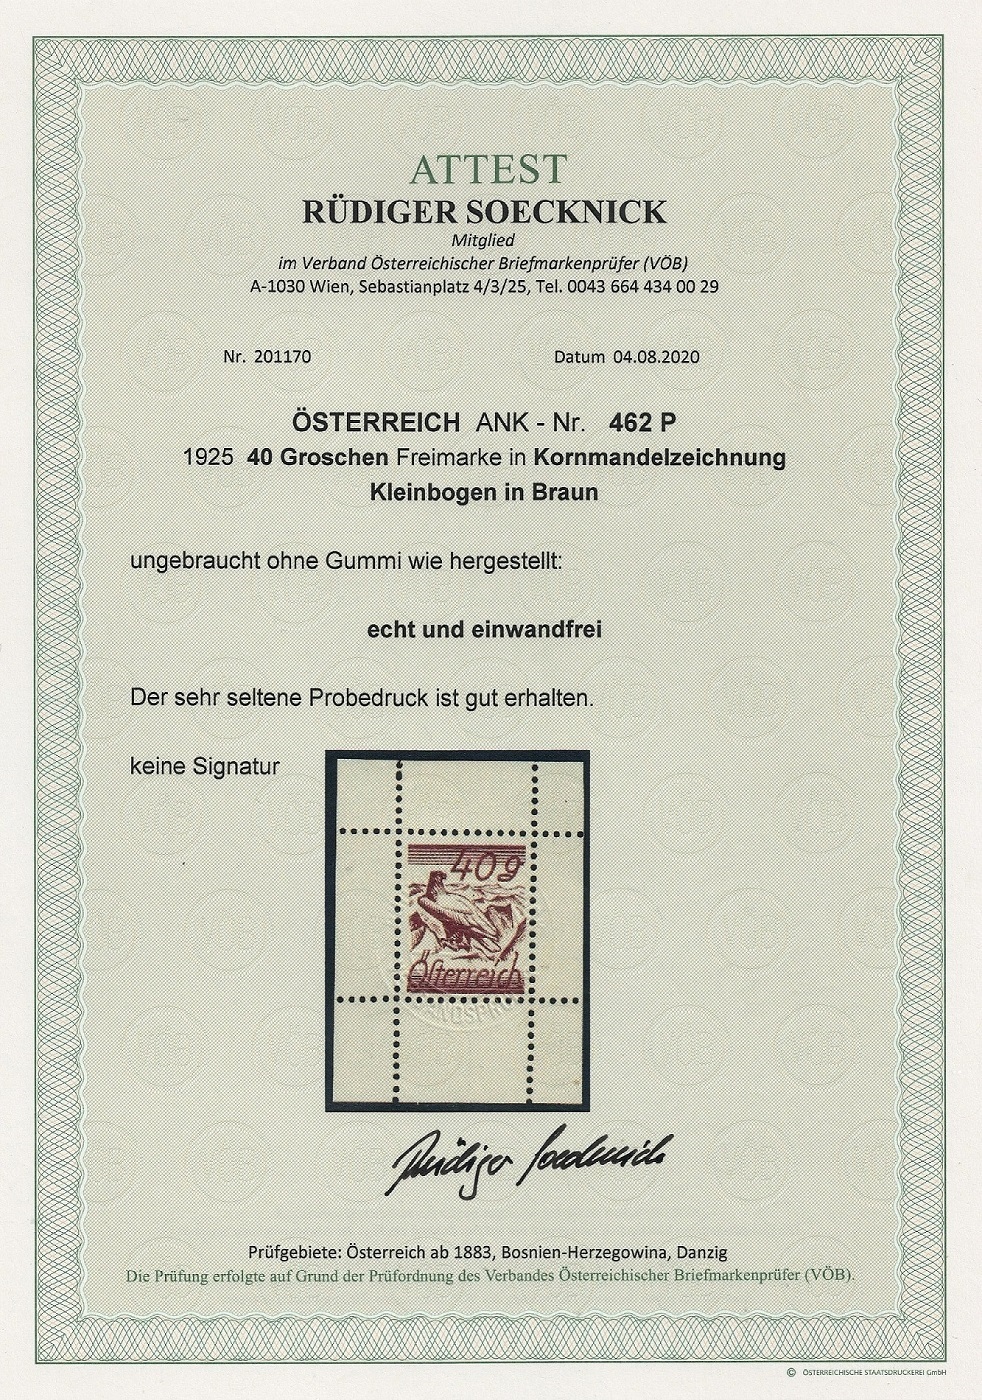 ATTEST
RÜDIGER SOECKNICK
Mitglied
im Verband Österreichischer Briefmarkenprüfer (VÖB)
A-1030 Wien, Sebastianplatz 4/3/25, Tel. 0043 664 434 00 29
Nr. 201170 Datum 04.08.2020
ÖSTERREICH ANK - Nr. 462 P
1925 40 Groschen Freimarke in Kornmandelzeichnung
Kleinbogen in Braun
ungebraucht ohne Gummi wie hergestellt:
echt und einwandfrei
Der sehr seltene Probedruck ist gut erhalten.
keine Signatur
40g
Österreich
Rüdiger Soecknick
Prüfgebiete: Österreich ab 1883, Bosnien-Herzegowina, Danzig
Die Prüfung erfolgte auf Grund der Prüfordnung des Verbandes Österreichischer Briefmarkenprüfer (VÖB).
© ÖSTERREICHISCHE STAATSDRUCKEREI GmbH